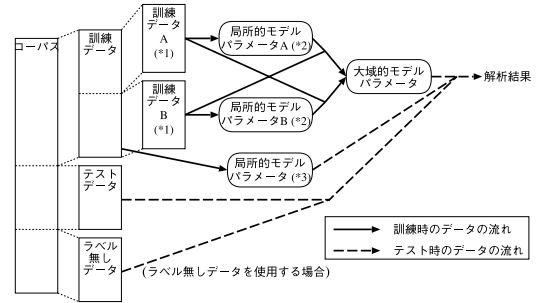 コーパス
訓練
データ
訓練
データ
A
(*1)
訓練
データ
B
(*1)
テスト
データ
ラベル
無し
データ
局所的モデル
パラメータA (*2)
局所的モデル
パラメータB (*2)
局所的モデル
パラメータ (*3)
大域的モデル
パラメータ
解析結果
(ラベル無しデータを使用する場合)
訓練時のデータの流れ
テスト時のデータの流れ